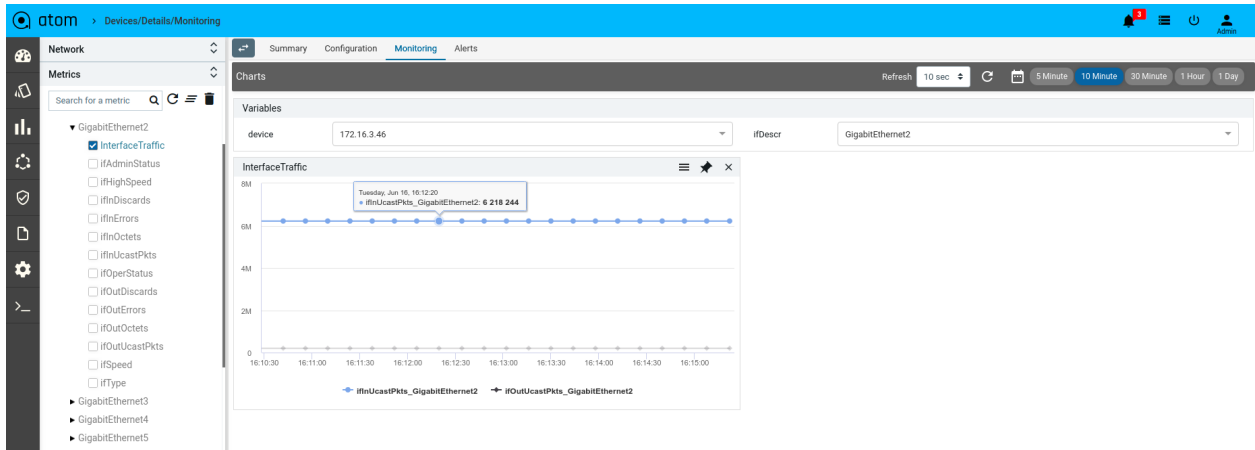 atom › Devices/Details/Monitoring
3
Admin
Network
Metrics
Search for a metric
GigabitEthernet2
InterfaceTraffic
ifAdminStatus
ifHighSpeed
ifInDiscards
ifInErrors
ifInOctets
ifInUcastPkts
ifOperStatus
ifOutDiscards
ifOutErrors
ifOutOctets
ifOutUcastPkts
ifSpeed
ifType
GigabitEthernet3
GigabitEthernet4
GigabitEthernet5
Summary Configuration Monitoring Alerts
Charts Refresh 10 sec 5 Minute 10 Minute 30 Minute 1 Hour 1 Day
Variables
device 172.16.3.46 ifDescr GigabitEthernet2
InterfaceTraffic
8M
Tuesday, Jun 16, 16:12:20
ifInUcastPkts_GigabitEthernet2: 6 218 244
6M
4M
2M
0
16:10:30 16:11:00 16:11:30 16:12:00 16:12:30 16:13:00 16:13:30 16:14:00 16:14:30 16:15:00
ifInUcastPkts_GigabitEthernet2 ifOutUcastPkts_GigabitEthernet2